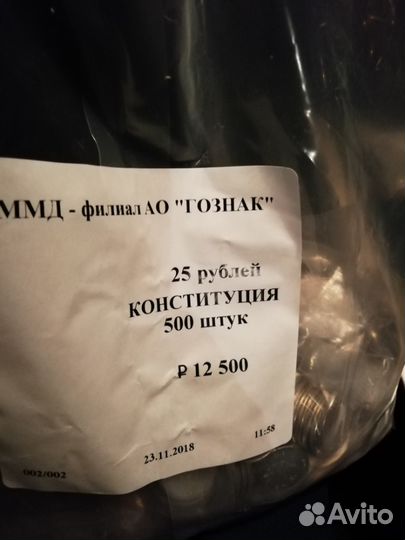 ММД - филиал АО "ГОЗНАК"
25 рублей
КОНСТИТУЦИЯ
500 штук
₽ 12 500
23.11.2018
11:58
002/002
Avito